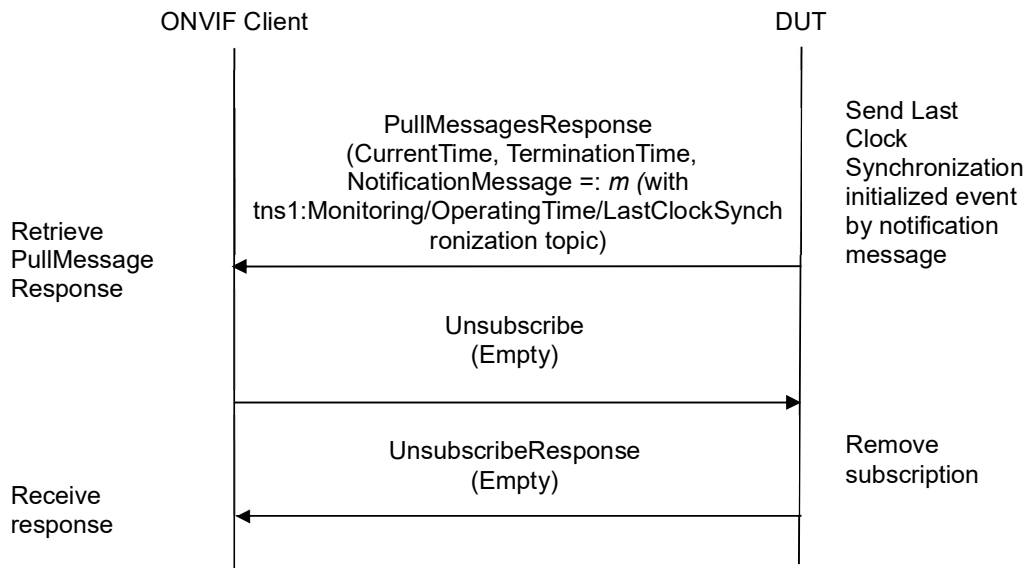 ONVIF Client
DUT
PullMessagesResponse
(CurrentTime, TerminationTime,
NotificationMessage =: m (with
tns1:Monitoring/OperatingTime/LastClockSynch
ronization topic)
Send Last
Clock
Synchronization
initialized event
by notification
message
Retrieve
PullMessage
Response
Unsubscribe
(Empty)
UnsubscribeResponse
(Empty)
Remove
subscription
Receive
response